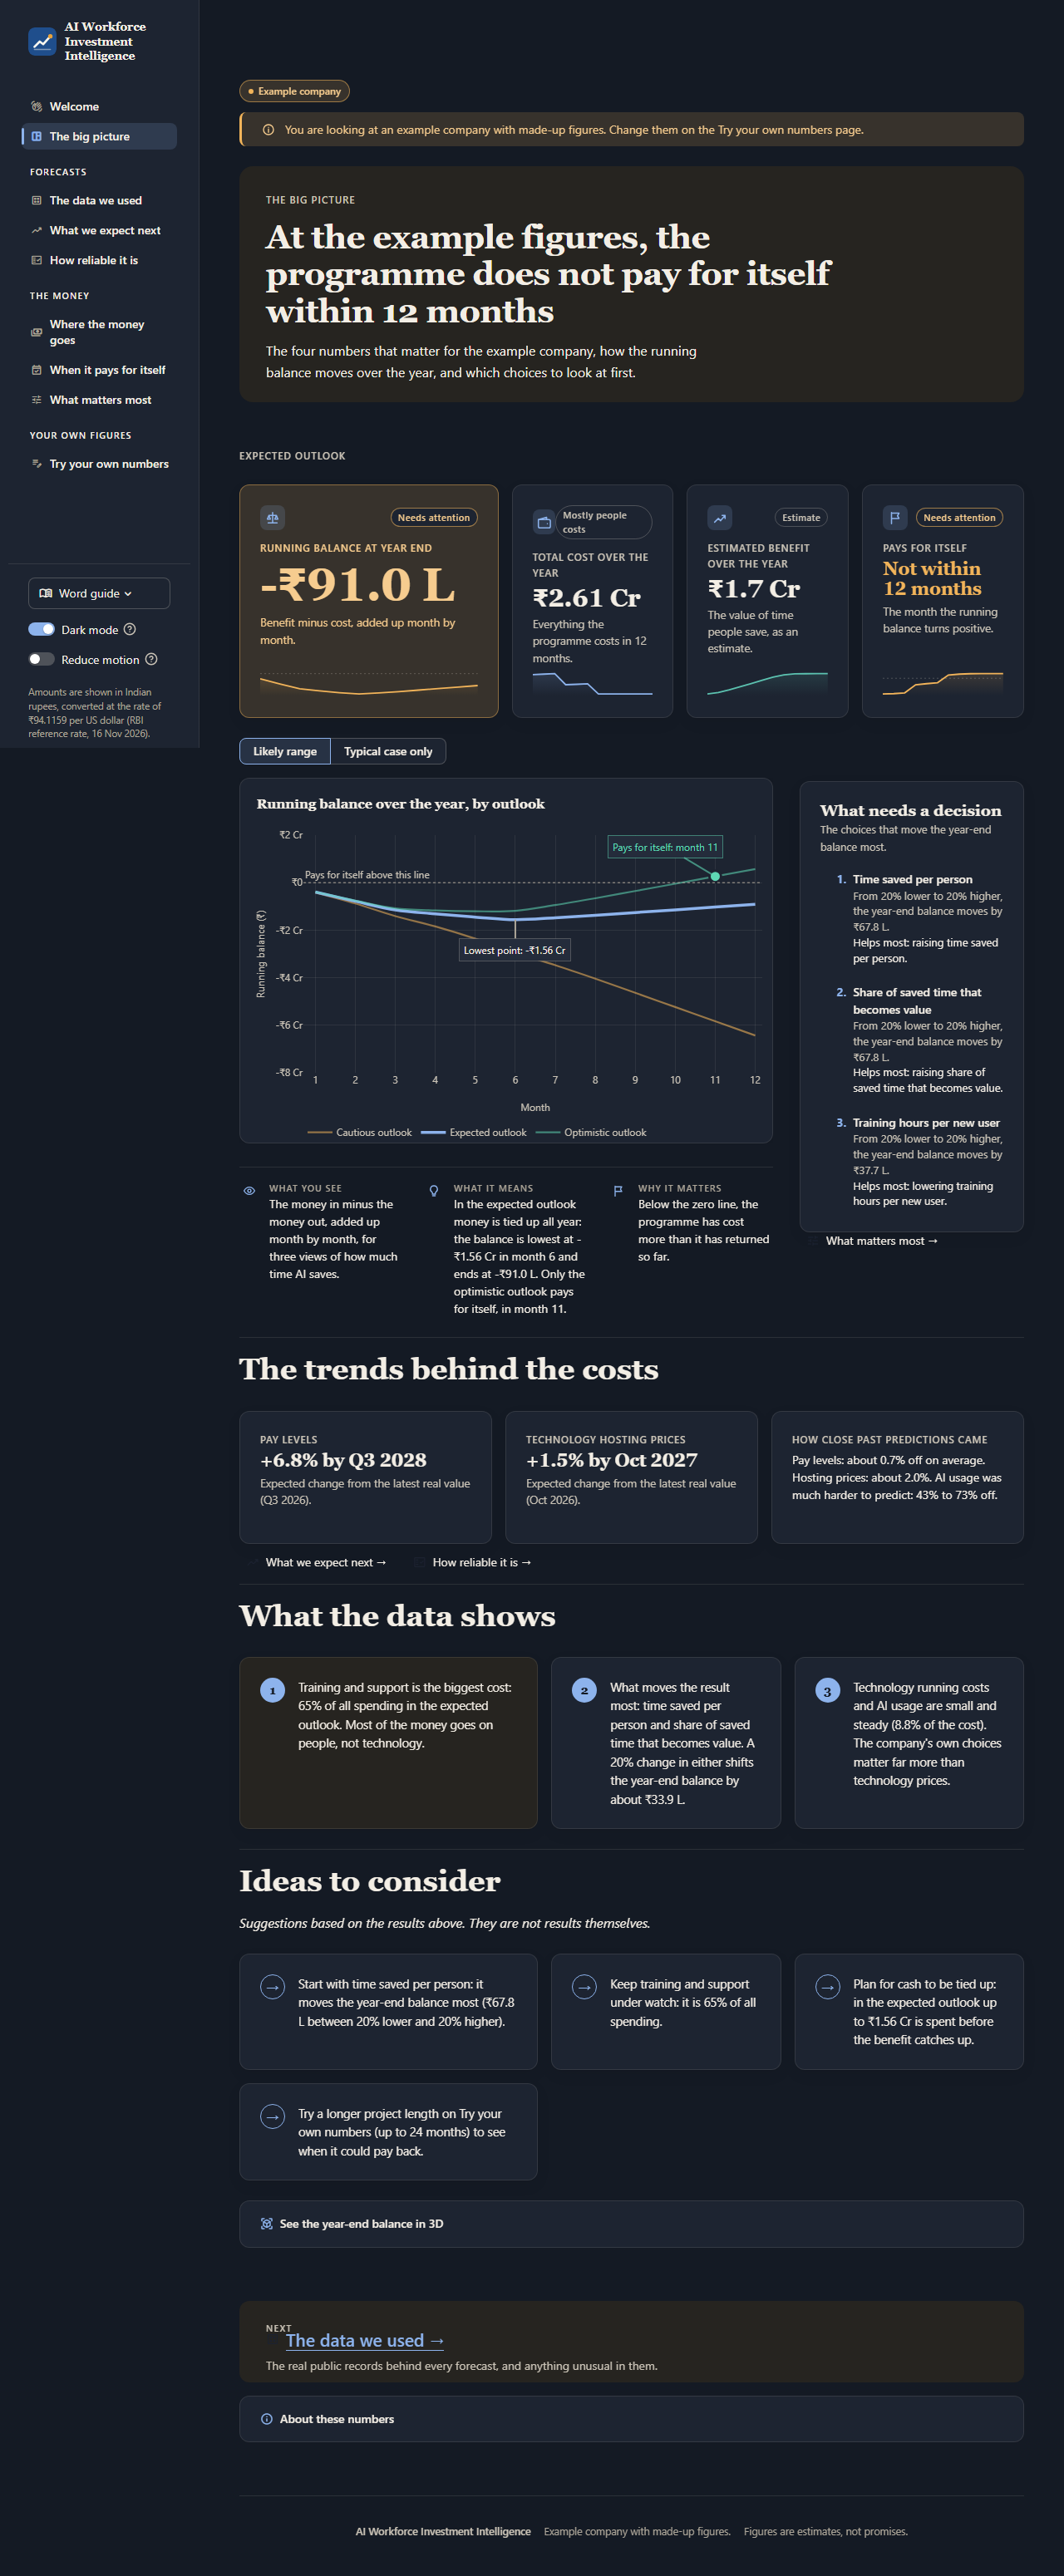 AI Workforce
Investment
Intelligence
Welcome
The big picture
FORECASTS
The data we used
What we expect next
How reliable it is
THE MONEY
Where the money
goes
When it pays for itself
What matters most
YOUR OWN FIGURES
Try your own numbers
Word guide
Dark mode
Reduce motion
Amounts are shown in Indian
rupees, converted at the rate of
₹94.1159 per US dollar (RBI
reference rate, 16 Nov 2026).
Example company
You are looking at an example company with made-up figures. Change them on the Try your own numbers page.
THE BIG PICTURE
At the example figures, the
programme does not pay for itself
within 12 months
The four numbers that matter for the example company, how the running
balance moves over the year, and which choices to look at first.
EXPECTED OUTLOOK
Needs attention
RUNNING BALANCE AT YEAR END
-₹91.0 L
Benefit minus cost, added up month by
month.
Mostly people
costs
TOTAL COST OVER THE
YEAR
₹2.61 Cr
Everything the
programme costs in 12
months.
Estimate
ESTIMATED BENEFIT
OVER THE YEAR
₹1.7 Cr
The value of time
people save, as an
estimate.
Needs attention
PAYS FOR ITSELF
Not within
12 months
The month the running
balance turns positive.
Likely range
Typical case only
Running balance over the year, by outlook
₹2 Cr
Pays for itself: month 11
Pays for itself above this line
₹0
-₹2 Cr
Lowest point: -₹1.56 Cr
-₹4 Cr
-₹6 Cr
-₹8 Cr
Running balance (₹)
1 2 3 4 5 6 7 8 9 10 11 12
Month
Cautious outlook Expected outlook Optimistic outlook
WHAT YOU SEE
The money in minus the
money out, added up
month by month, for
three views of how much
time AI saves.
WHAT IT MEANS
In the expected outlook
money is tied up all year:
the balance is lowest at -
₹1.56 Cr in month 6 and
ends at -₹91.0 L. Only the
optimistic outlook pays
for itself, in month 11.
WHY IT MATTERS
Below the zero line, the
programme has cost
more than it has returned
so far.
What needs a decision
The choices that move the year-end
balance most.
1. Time saved per person
From 20% lower to 20% higher,
the year-end balance moves by
₹67.8 L.
Helps most: raising time saved
per person.
2. Share of saved time that
becomes value
From 20% lower to 20% higher,
the year-end balance moves by
₹67.8 L.
Helps most: raising share of
saved time that becomes value.
3. Training hours per new user
From 20% lower to 20% higher,
the year-end balance moves by
₹37.7 L.
Helps most: lowering training
hours per new user.
What matters most →
The trends behind the costs
PAY LEVELS
+6.8% by Q3 2028
Expected change from the latest real value
(Q3 2026).
TECHNOLOGY HOSTING PRICES
+1.5% by Oct 2027
Expected change from the latest real value
(Oct 2026).
HOW CLOSE PAST PREDICTIONS CAME
Pay levels: about 0.7% off on average.
Hosting prices: about 2.0%. AI usage was
much harder to predict: 43% to 73% off.
What we expect next →
How reliable it is →
What the data shows
1
Training and support is the biggest cost:
65% of all spending in the expected
outlook. Most of the money goes on
people, not technology.
2
What moves the result
most: time saved per
person and share of saved
time that becomes value. A
20% change in either shifts
the year-end balance by
about ₹33.9 L.
3
Technology running costs
and AI usage are small and
steady (8.8% of the cost).
The company's own choices
matter far more than
technology prices.
Ideas to consider
Suggestions based on the results above. They are not results themselves.
→
Start with time saved per person: it
moves the year-end balance most (₹67.8
L between 20% lower and 20% higher).
→
Keep training and support
under watch: it is 65% of all
spending.
→
Plan for cash to be tied up:
in the expected outlook up
to ₹1.56 Cr is spent before
the benefit catches up.
→
Try a longer project length on Try your
own numbers (up to 24 months) to see
when it could pay back.
See the year-end balance in 3D
NEXT
The data we used →
The real public records behind every forecast, and anything unusual in them.
About these numbers
AI Workforce Investment Intelligence Example company with made-up figures. Figures are estimates, not promises.